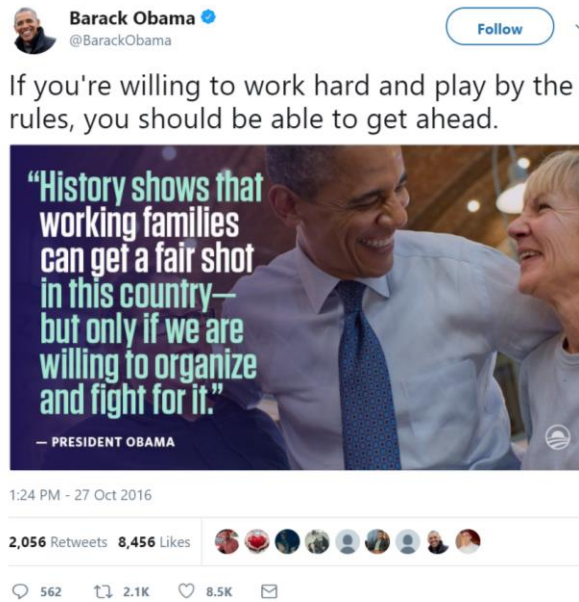 Barack Obama
@BarackObama
Follow
If you're willing to work hard and play by the
rules, you should be able to get ahead.
“History shows that
working families
can get a fair shot
in this country—
but only if we are
willing to organize
and fight for it.”
— PRESIDENT OBAMA
1:24 PM - 27 Oct 2016
2,056 Retweets 8,456 Likes
562 2.1K 8.5K